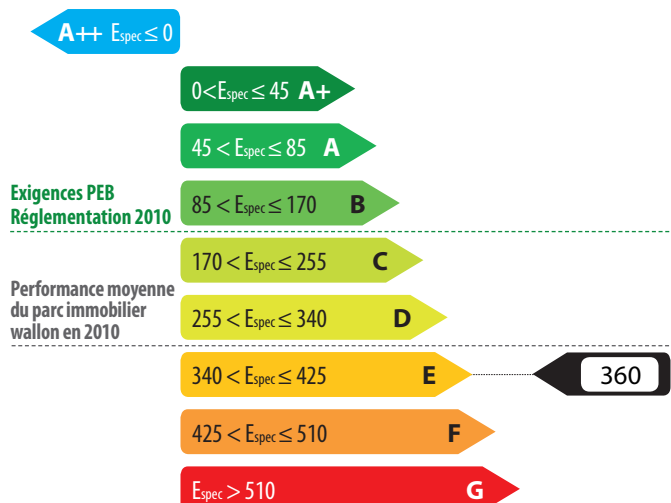 A++ Espec ≤ 0
0<Espec ≤ 45 A+
45 < Espec ≤ 85 A
Exigences PEB
Réglementation 2010
85 < Espec ≤ 170 B
170 < Espec ≤ 255 C
Performance moyenne
du parc immobilier
wallon en 2010
255 < Espec ≤ 340 D
340 < Espec ≤ 425 E
360
425 < Espec ≤ 510 F
Espec > 510 G